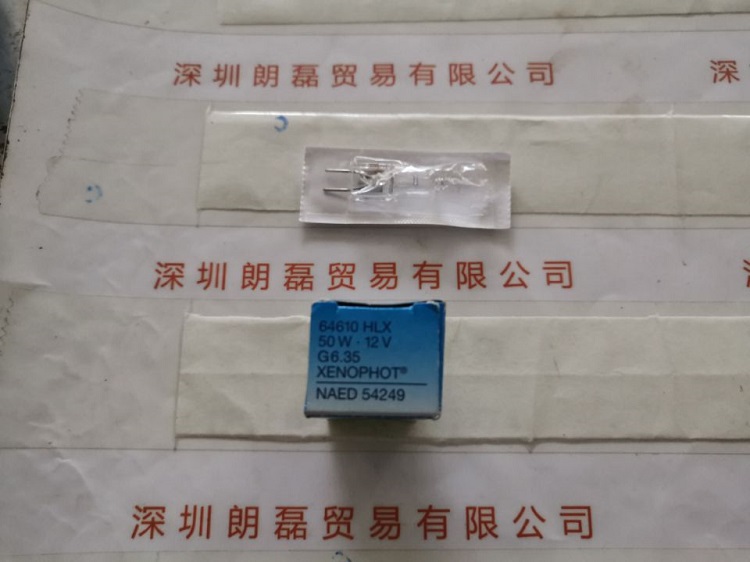 深圳朗磊贸易有限公司
深
深圳朗磊贸易有限公司
64610 HLX
50 W · 12 V
G6.35
XENOPHOT®
NAED 54249
深圳朗磊贸易有限公司